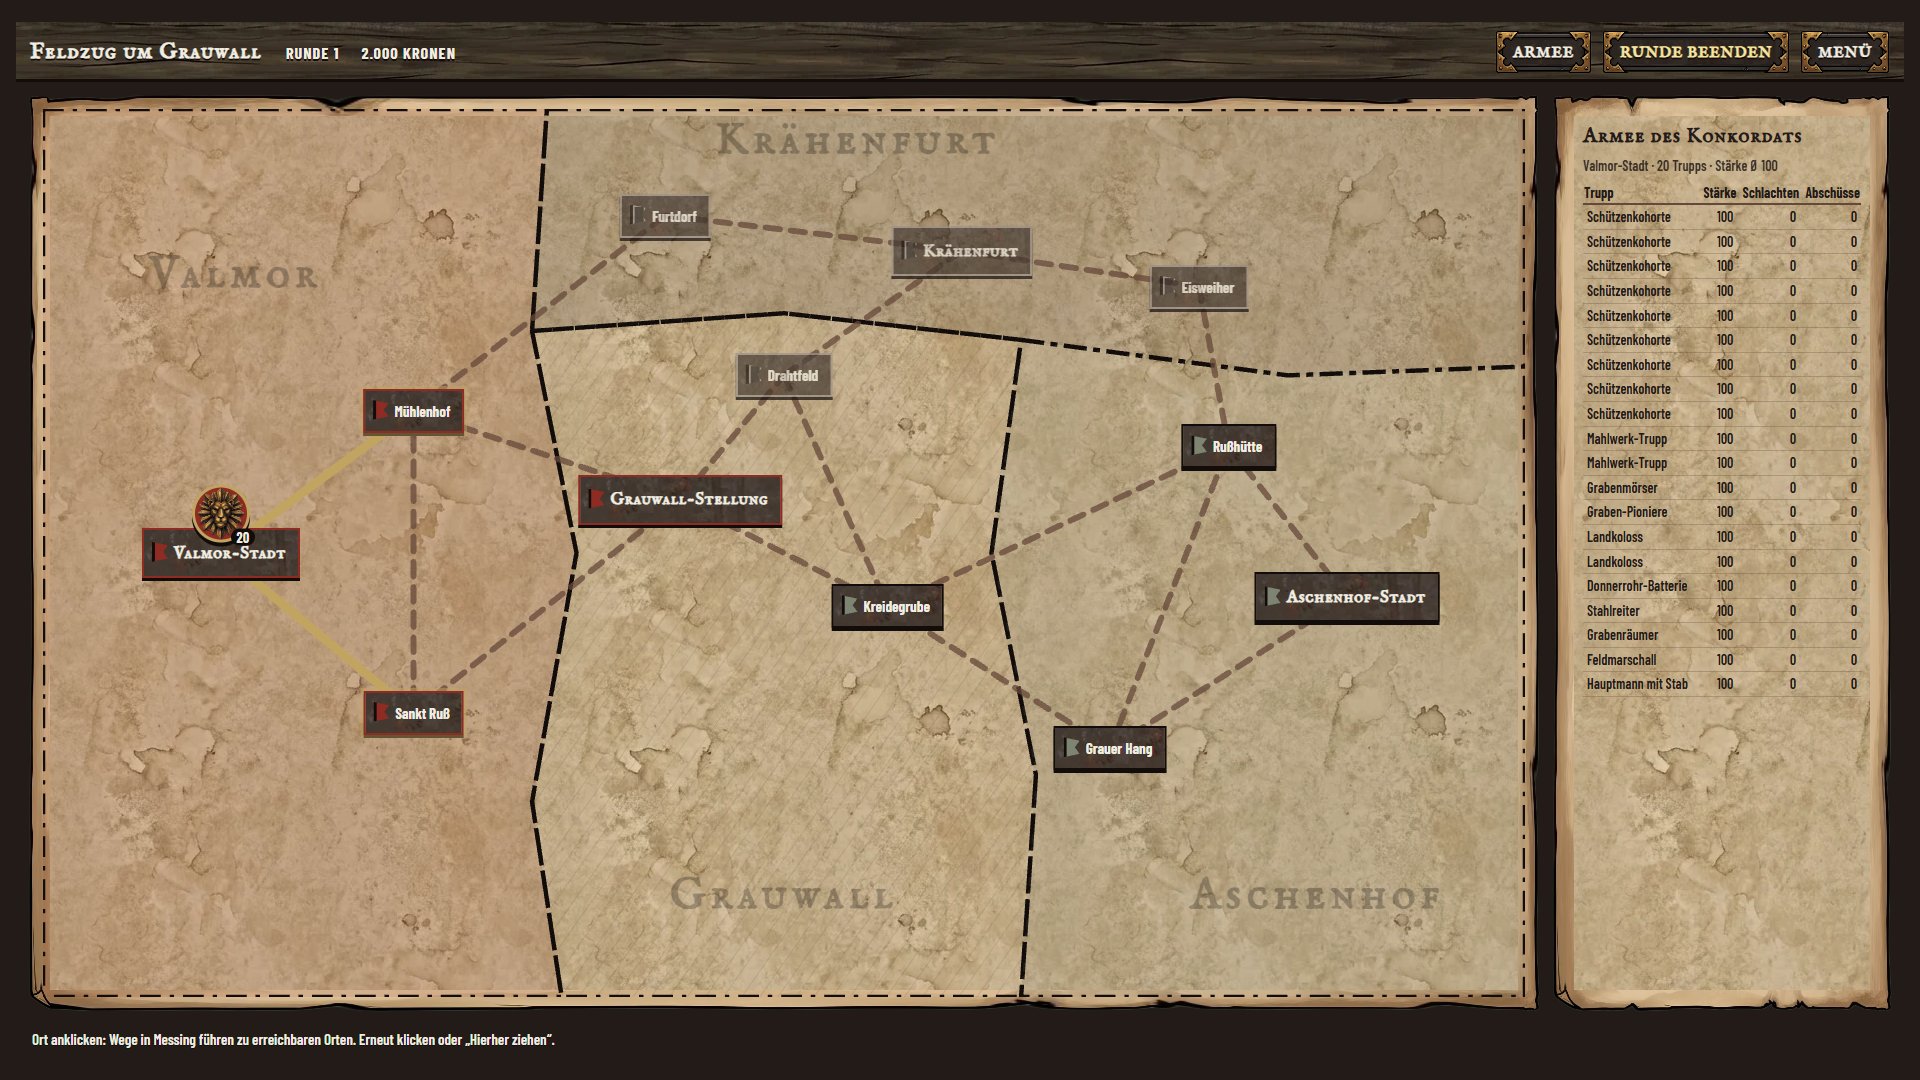 Feldzug um Grauwall RUNDE 1 2.000 KRONEN ARMEE RUNDE BEENDEN MENÜ
Krähenfurt
Valmor
Furtdorf
Krähenfurt
Eisweiher
Drahtfeld
Mühlenhof
Rußhütte
Grauwall-Stellung
20
Valmor-Stadt
Kreidegrube
Aschenhof-Stadt
Sankt Ruß
Grauer Hang
Grauwall
Aschenhof
Armee des Konkordats
Valmor-Stadt · 20 Trupps · Stärke Ø 100
Trupp Stärke Schlachten Abschüsse
Schützenkohorte 100 0 0
Schützenkohorte 100 0 0
Schützenkohorte 100 0 0
Schützenkohorte 100 0 0
Schützenkohorte 100 0 0
Schützenkohorte 100 0 0
Schützenkohorte 100 0 0
Schützenkohorte 100 0 0
Schützenkohorte 100 0 0
Mahlwerk-Trupp 100 0 0
Mahlwerk-Trupp 100 0 0
Grabenmörser 100 0 0
Graben-Pioniere 100 0 0
Landkoloss 100 0 0
Landkoloss 100 0 0
Donnerrohr-Batterie 100 0 0
Stahlreiter 100 0 0
Grabenräumer 100 0 0
Feldmarschall 100 0 0
Hauptmann mit Stab 100 0 0
Ort anklicken: Wege in Messing führen zu erreichbaren Orten. Erneut klicken oder „Hierher ziehen“.